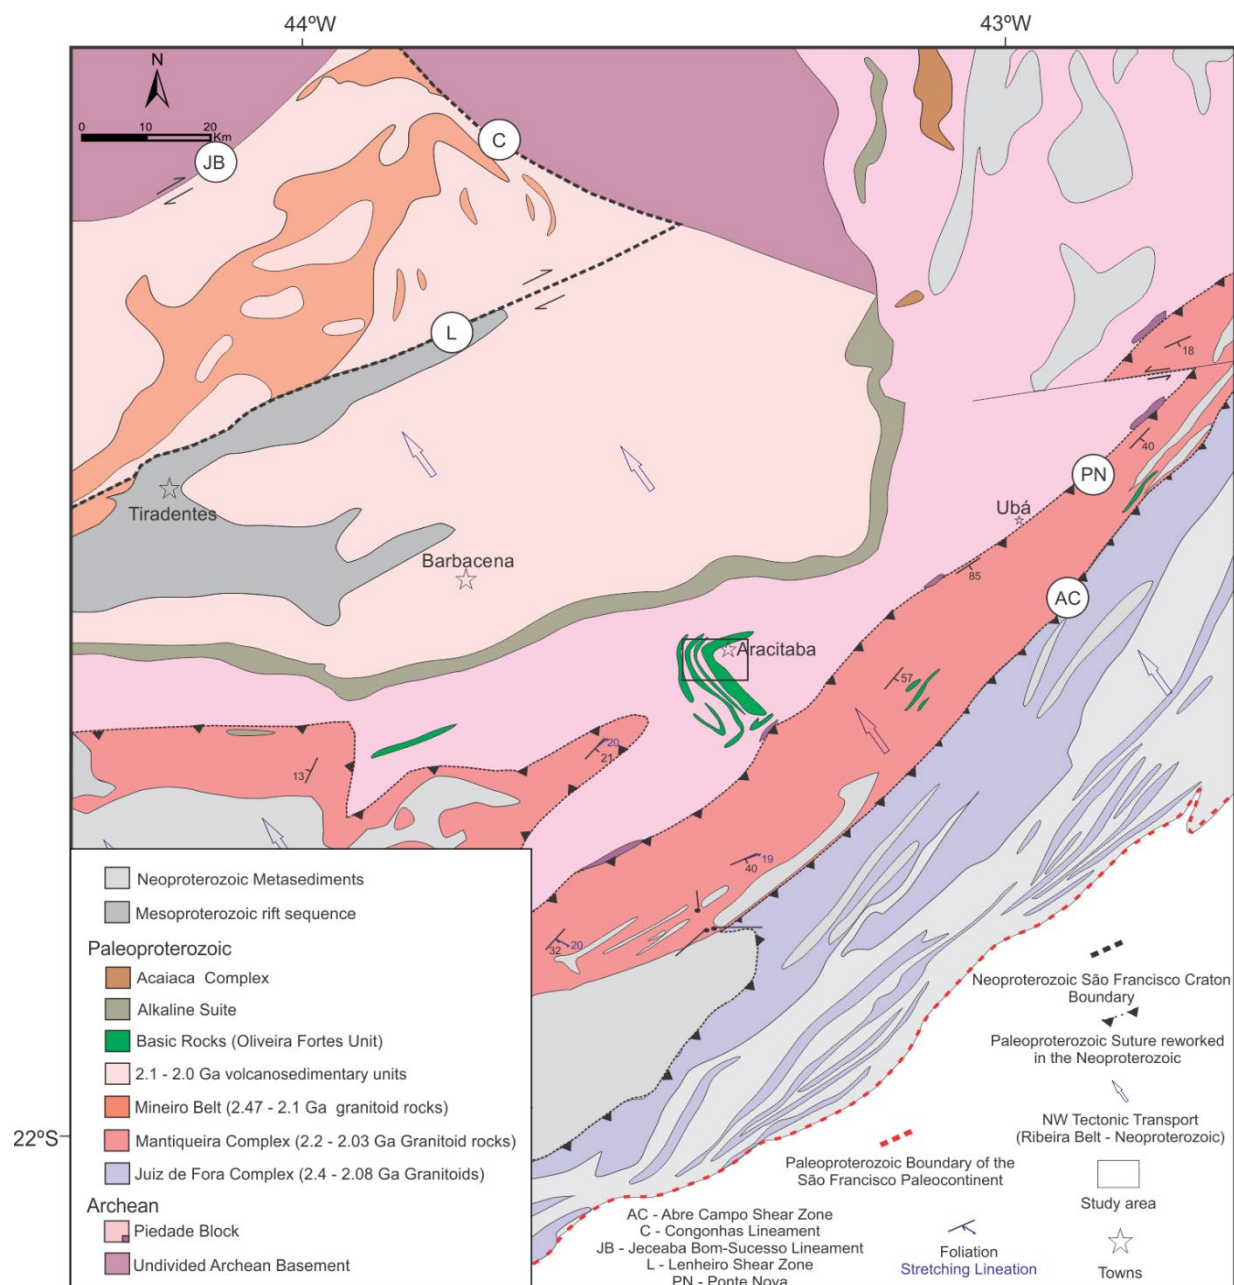 44ºW
43ºW
N
0 10 20
Km
JB
C
L
18
40
PN
Tiradentes
Ubá
Barbacena
85
AC
Aracitaba
57
20
21
13
19
40
20
32
Neoproterozoic Metasediments
Mesoproterozoic rift sequence
Paleoproterozoic
Acaiaca Complex
Alkaline Suite
Basic Rocks (Oliveira Fortes Unit)
2.1 - 2.0 Ga volcanosedimentary units
Mineiro Belt (2.47 - 2.1 Ga granitoid rocks)
Mantiqueira Complex (2.2 - 2.03 Ga Granitoid rocks)
Juiz de Fora Complex (2.4 - 2.08 Ga Granitoids)
Archean
Piedade Block
Undivided Archean Basement
22ºS
Neoproterozoic São Francisco Craton
Boundary
Paleoproterozoic Suture reworked
in the Neoproterozoic
NW Tectonic Transport
(Ribeira Belt - Neoproterozoic)
Paleoproterozoic Boundary of the
São Francisco Paleocontinent
Study area
AC - Abre Campo Shear Zone
C - Congonhas Lineament
JB - Jeceaba Bom-Sucesso Lineament
L - Lenheiro Shear Zone
PN - Ponte Nova
Foliation
Stretching Lineation
Towns